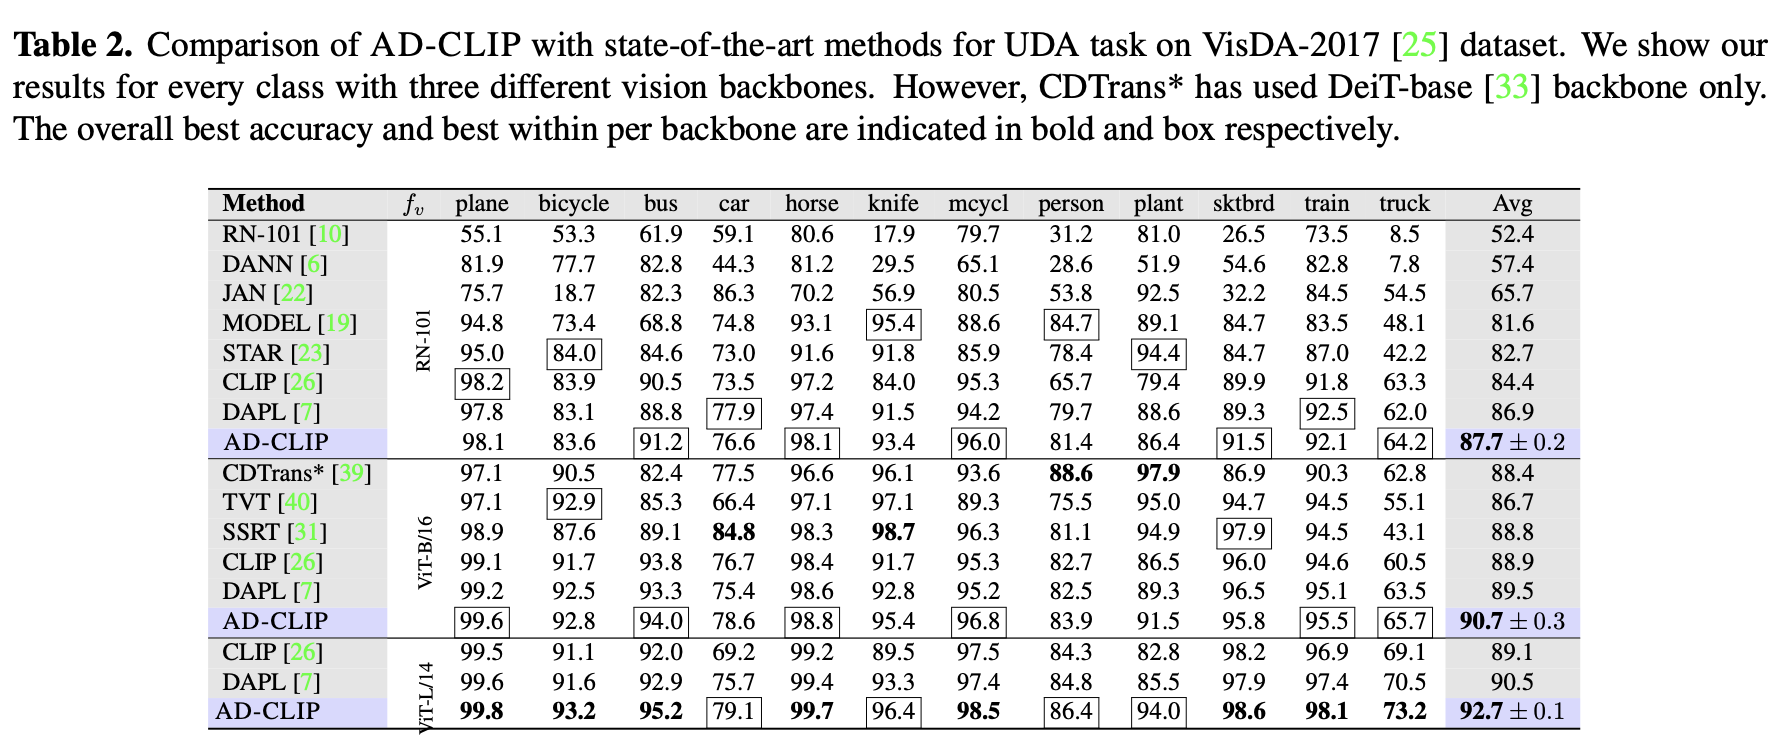 Table 2. Comparison of AD-CLIP with state-of-the-art methods for UDA task on VisDA-2017 [25] dataset. We show our
results for every class with three different vision backbones. However, CDTrans* has used DeiT-base [33] backbone only.
The overall best accuracy and best within per backbone are indicated in bold and box respectively.
Method fv plane bicycle bus car horse knife mcycl person plant sktbrd train truck Avg
RN-101 [10] 55.1 53.3 61.9 59.1 80.6 17.9 79.7 31.2 81.0 26.5 73.5 8.5 52.4
DANN [6] 81.9 77.7 82.8 44.3 81.2 29.5 65.1 28.6 51.9 54.6 82.8 7.8 57.4
JAN [22] 75.7 18.7 82.3 86.3 70.2 56.9 80.5 53.8 92.5 32.2 84.5 54.5 65.7
MODEL [19] 94.8 73.4 68.8 74.8 93.1 95.4 88.6 84.7 89.1 84.7 83.5 48.1 81.6
RN-101
STAR [23] 95.0 84.0 84.6 73.0 91.6 91.8 85.9 78.4 94.4 84.7 87.0 42.2 82.7
CLIP [26] 98.2 83.9 90.5 73.5 97.2 84.0 95.3 65.7 79.4 89.9 91.8 63.3 84.4
DAPL [7] 97.8 83.1 88.8 77.9 97.4 91.5 94.2 79.7 88.6 89.3 92.5 62.0 86.9
AD-CLIP 98.1 83.6 91.2 76.6 98.1 93.4 96.0 81.4 86.4 91.5 92.1 64.2 87.7 ± 0.2
CDTrans* [39] 97.1 90.5 82.4 77.5 96.6 96.1 93.6 88.6 97.9 86.9 90.3 62.8 88.4
TVT [40] 97.1 92.9 85.3 66.4 97.1 97.1 89.3 75.5 95.0 94.7 94.5 55.1 86.7
SSRT [31] 98.9 87.6 89.1 84.8 98.3 98.7 96.3 81.1 94.9 97.9 94.5 43.1 88.8
ViT-B/16
CLIP [26] 99.1 91.7 93.8 76.7 98.4 91.7 95.3 82.7 86.5 96.0 94.6 60.5 88.9
DAPL [7] 99.2 92.5 93.3 75.4 98.6 92.8 95.2 82.5 89.3 96.5 95.1 63.5 89.5
AD-CLIP 99.6 92.8 94.0 78.6 98.8 95.4 96.8 83.9 91.5 95.8 95.5 65.7 90.7 ± 0.3
CLIP [26] 99.5 91.1 92.0 69.2 99.2 89.5 97.5 84.3 82.8 98.2 96.9 69.1 89.1
DAPL [7] 99.6 91.6 92.9 75.7 99.4 93.3 97.4 84.8 85.5 97.9 97.4 70.5 90.5
ViT-L/14
AD-CLIP 99.8 93.2 95.2 79.1 99.7 96.4 98.5 86.4 94.0 98.6 98.1 73.2 92.7 ± 0.1